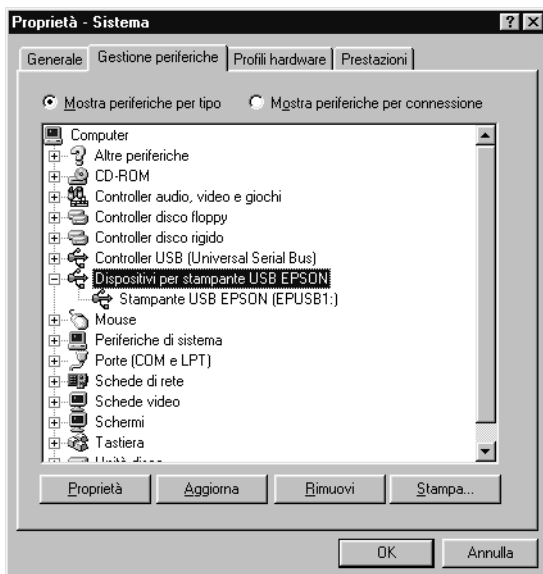 Proprietà - Sistema
Generale Gestione periferiche Profili hardware Prestazioni
Mostra periferiche per tipo Mostra periferiche per connessione
Computer
Altre periferiche
CD-ROM
Controller audio, video e giochi
Controller disco floppy
Controller disco rigido
Controller USB (Universal Serial Bus)
Dispositivi per stampante USB EPSON
Stampante USB EPSON (EPUSB1:)
Mouse
Periferiche di sistema
Porte (COM e LPT)
Schede di rete
Schede video
Schermi
Tastiera
Unità disco
Proprietà Aggiorna Rimuovi Stampa...
OK Annulla